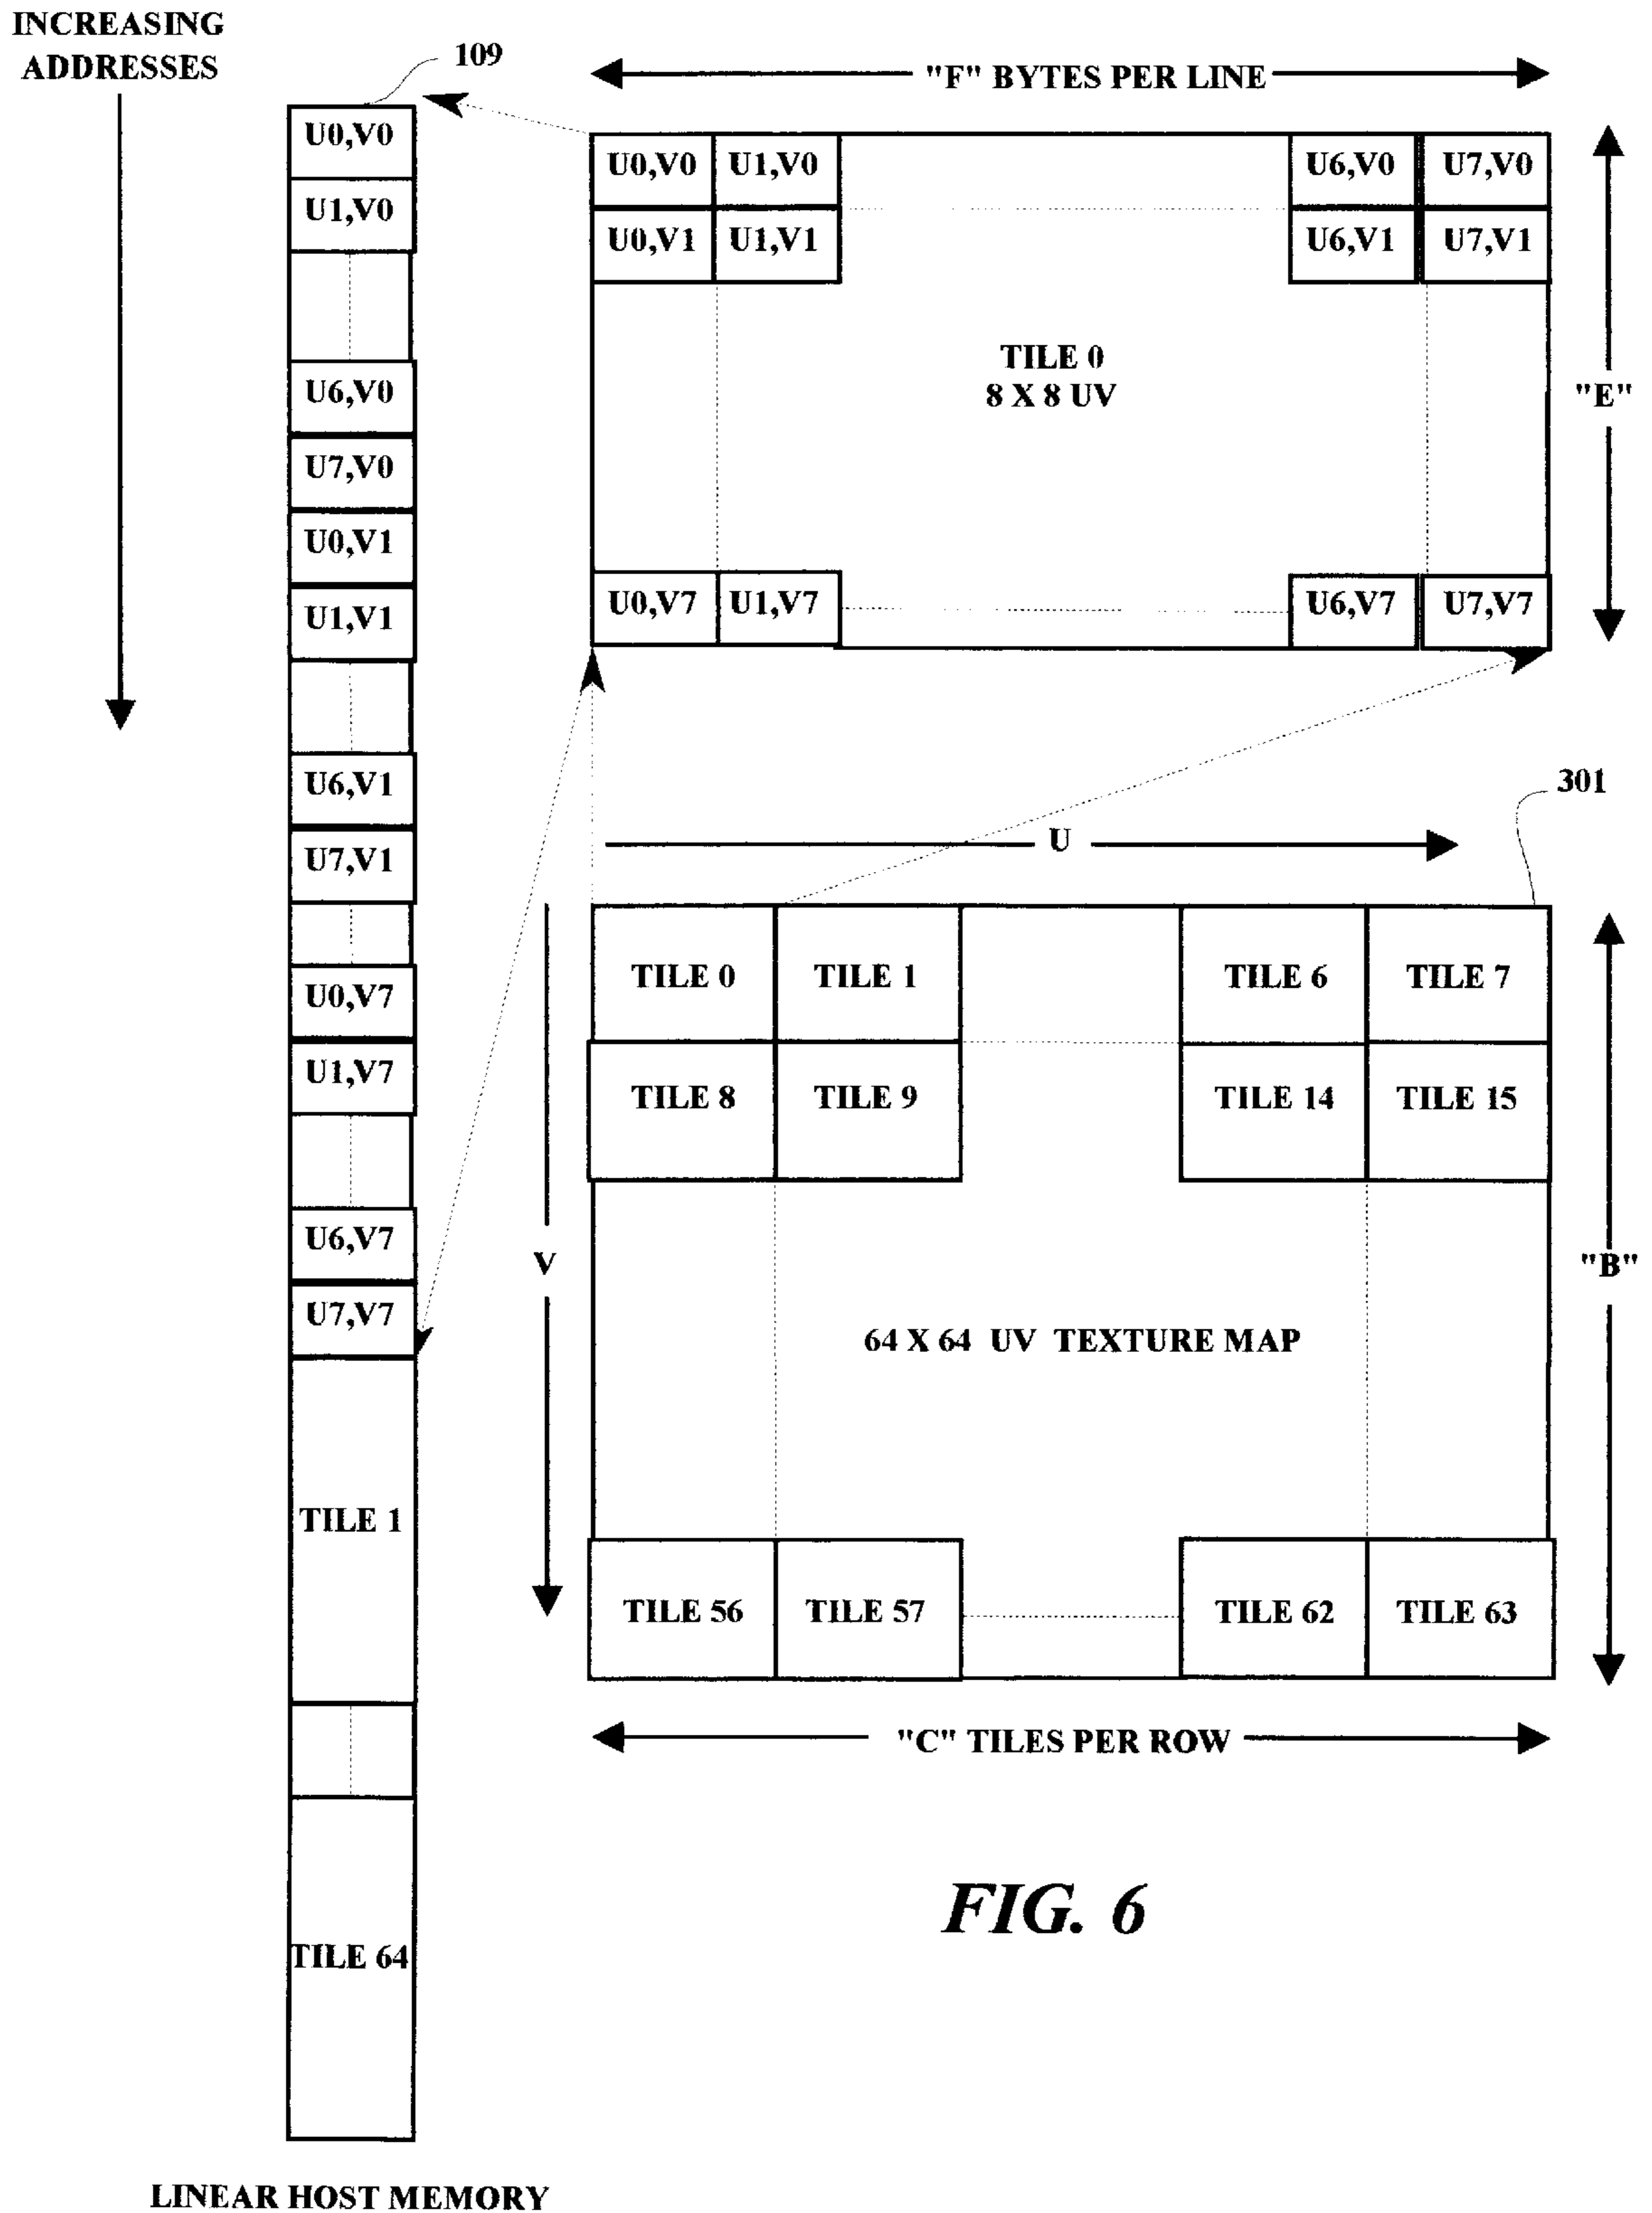 INCREASING
ADDRESSES
109
U0,V0
U1,V0
U6,V0
U7,V0
U0,V1
U1,V1
U6,V1
U7,V1
U0,V7
U1,V7
U6,V7
U7,V7
TILE 1
TILE 64
LINEAR HOST MEMORY
"F" BYTES PER LINE
U0,V0 U1,V0 U6,V0 U7,V0
U0,V1 U1,V1 U6,V1 U7,V1
TILE 0
8 X 8 UV
"E"
U0,V7 U1,V7 U6,V7 U7,V7
301
U
TILE 0 TILE 1 TILE 6 TILE 7
TILE 8 TILE 9 TILE 14 TILE 15
V
"B"
64 X 64 UV TEXTURE MAP
TILE 56 TILE 57 TILE 62 TILE 63
"C" TILES PER ROW
FIG. 6